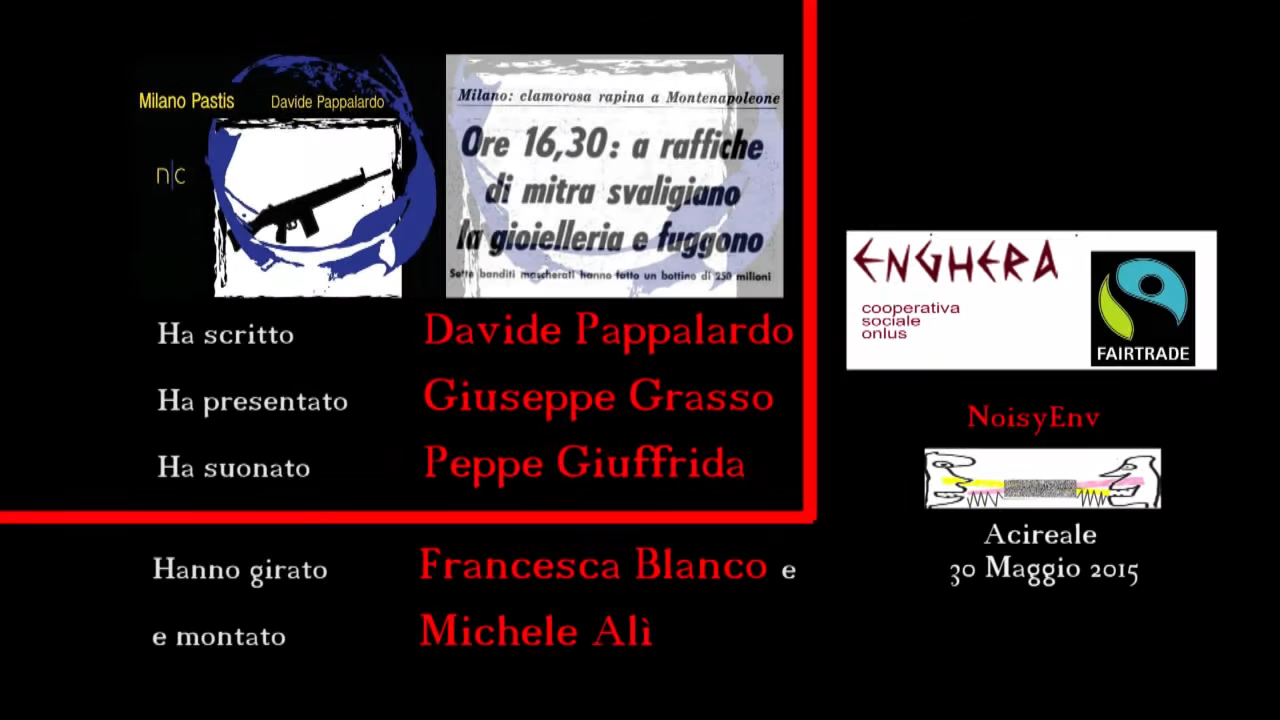 Milano Pastis
Davide Pappalardo
n|c
Milano: clamorosa rapina a Montenapoleone
Ore 16,30: a raffiche
di mitra svaligiano
la gioielleria e fuggono
Sette banditi mascherati hanno fatto un bottino di 250 milioni
Ha scritto Davide Pappalardo
Ha presentato Giuseppe Grasso
Ha suonato Peppe Giuffrida
Hanno girato Francesca Blanco e
e montato Michele Alì
ENGHERA
cooperativa
sociale
onlus
FAIRTRADE
NoisyEnv
Acireale
30 Maggio 2015